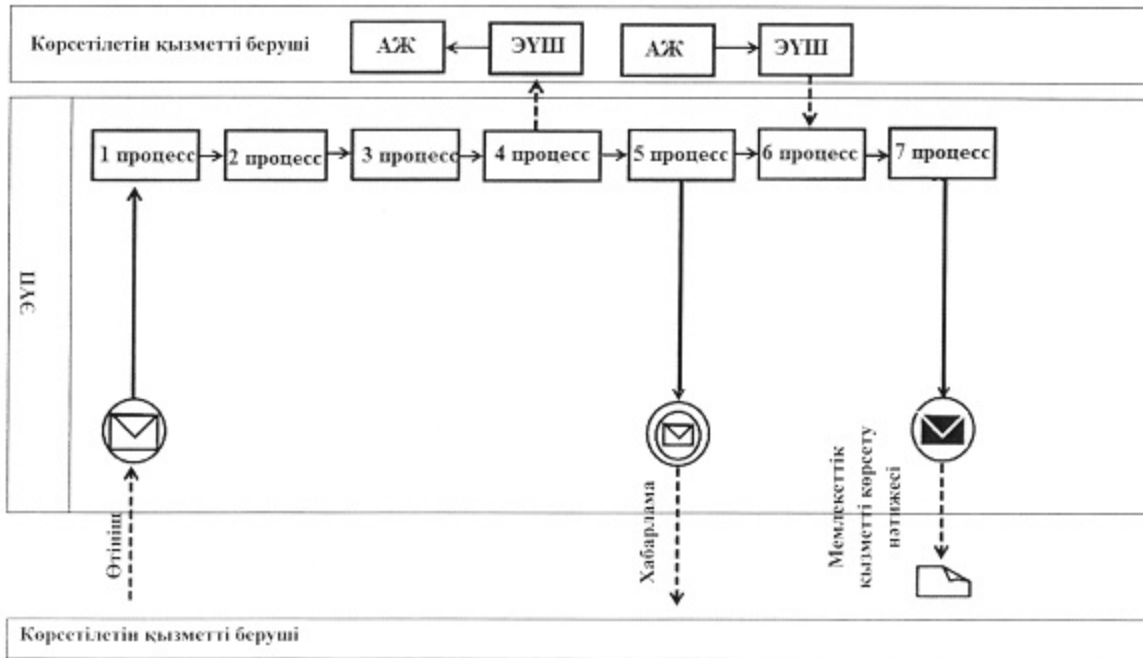 Көрсетілетін қызметті беруші
АЖ
ЭҮШ
АЖ
ЭҮШ
1 процесс
2 процесс
3 процесс
4 процесс
5 процесс
6 процесс
7 процесс
ЭҮП
Өтініш
Хабарлама
Мемлекеттік
қызметті көрсету
нәтижесі
Көрсетілетін қызметті беруші